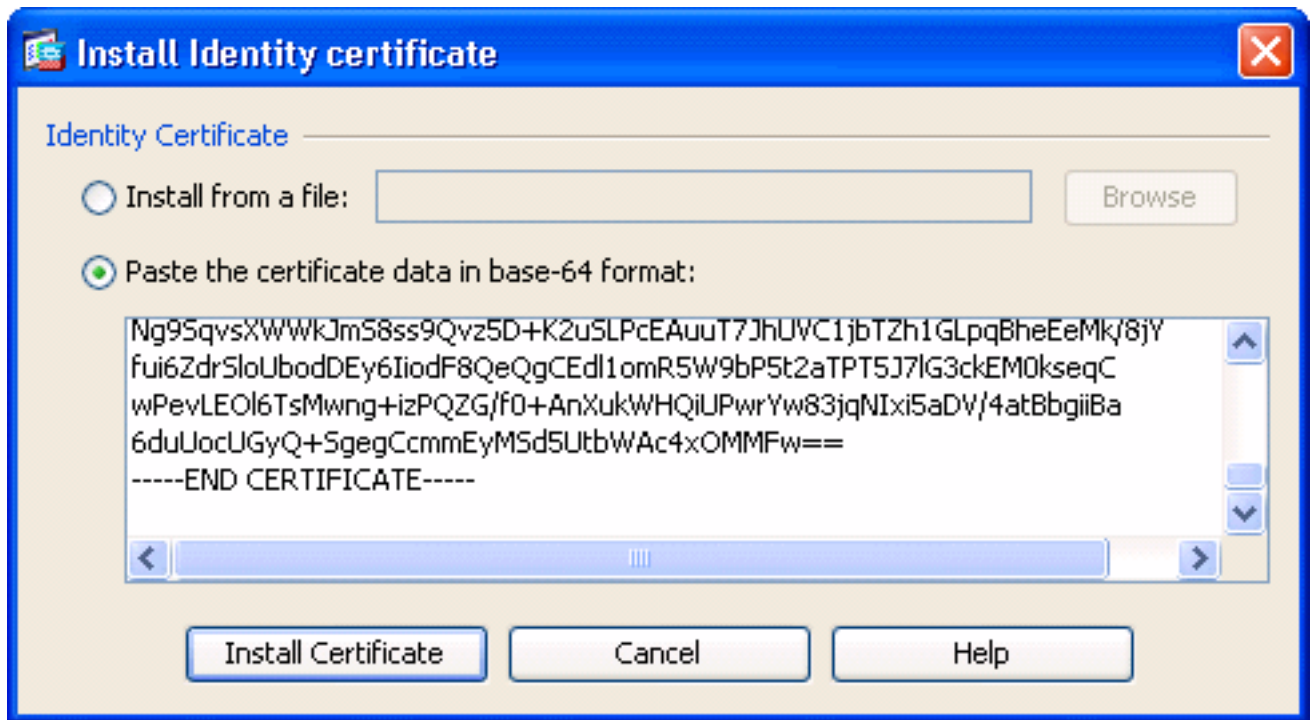 Install Identity certificate
Identity Certificate
Install from a file:
Browse
Paste the certificate data in base-64 format:
Ng9SqvsXWWkJmS8ss9Qvz5D+K2uSLPcEAuuT7JhUVC1jbTZh1GLpqBheEeMk/8jY
fui6ZdrSloUbodDEy6IiodF8QeQgCEdl1omR5W9bP5t2aTPT5J7lG3ckEM0kseqC
wPevLEOl6TsMwng+izPQZG/f0+AnXukWHQiUPwrYw83jqNIxi5aDV/4atBbgiiBa
6duUocUGyQ+SgegCcmmEyMSd5UtbWAc4xOMMFw==
-----END CERTIFICATE-----
Install Certificate
Cancel
Help